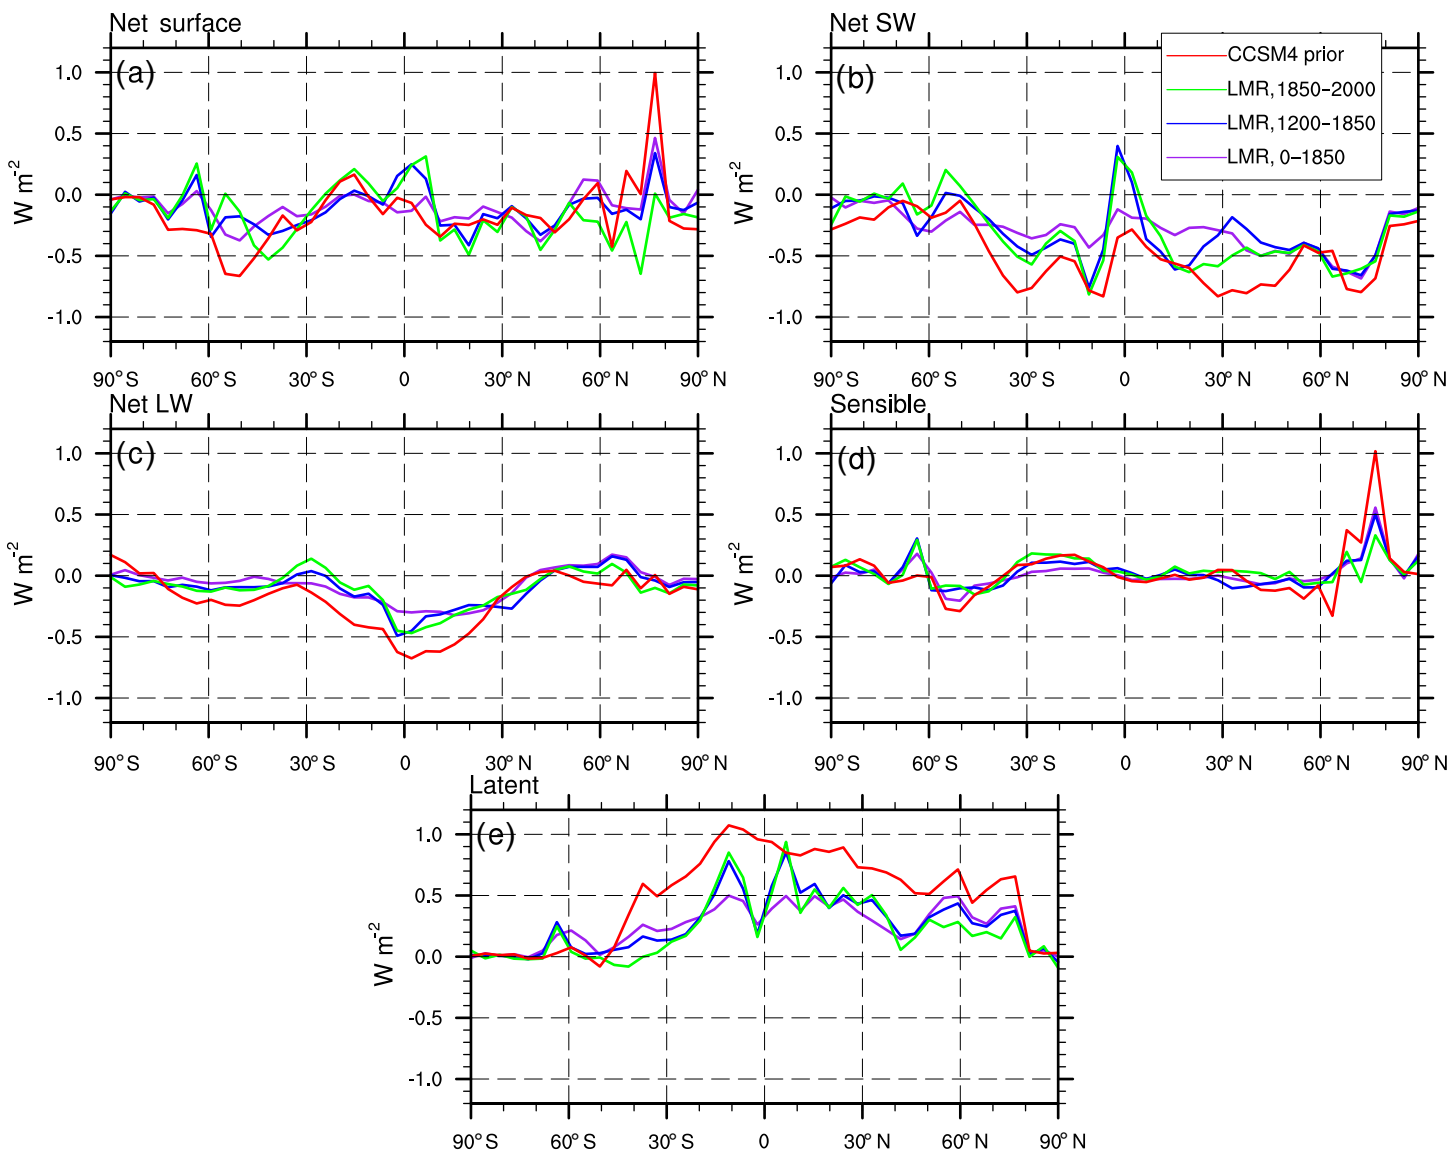 Net surface
(a)
1.0
0.5
0.0
-0.5
-1.0
W m-2
90° S
60° S
30° S
0
30° N
60° N
90° N
Net SW
(b)
CCSM4 prior
LMR, 1850-2000
LMR, 1200-1850
LMR, 0-1850
1.0
0.5
0.0
-0.5
-1.0
W m-2
90° S
60° S
30° S
0
30° N
60° N
90° N
Net LW
(c)
1.0
0.5
0.0
-0.5
-1.0
W m-2
90° S
60° S
30° S
0
30° N
60° N
90° N
Sensible
(d)
1.0
0.5
0.0
-0.5
-1.0
W m-2
90° S
60° S
30° S
0
30° N
60° N
90° N
Latent
(e)
1.0
0.5
0.0
-0.5
-1.0
W m-2
90° S
60° S
30° S
0
30° N
60° N
90° N